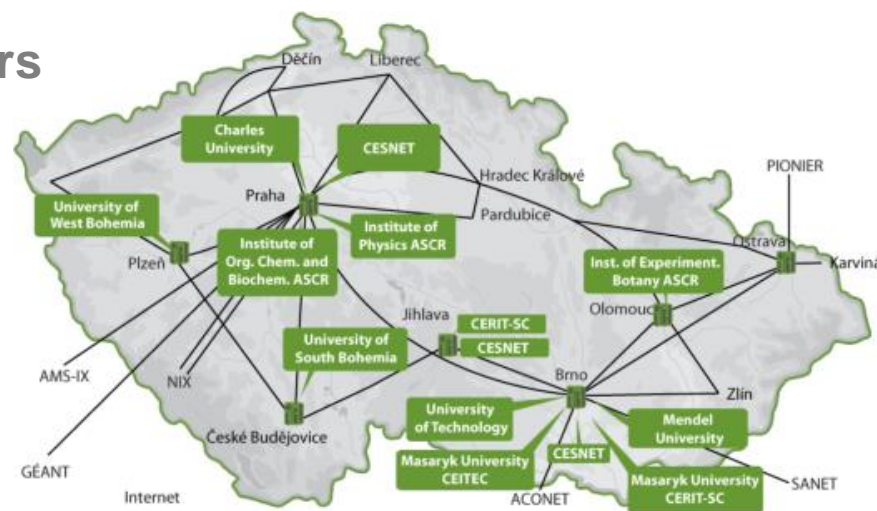 rs
Děčín
Liberec
Charles
University
CESNET
PIONIER
Hradec Králové
Praha
University of
West Bohemia
Pardubice
Institute of
Physics ASCR
Institute of
Org. Chem. and
Biochem. ASCR
Plzeň
Ostrava
Karviná
Inst. of Experiment.
Botany ASCR
Olomouc
Jihlava
CERIT-SC
CESNET
University of
South Bohemia
AMS-IX
NIX
Brno
Zlín
University
of Technology
Mendel
University
České Budějovice
CESNET
Masaryk University
CEITEC
Masaryk University
CERIT-SC
GÉANT
SANET
Internet
ACONET